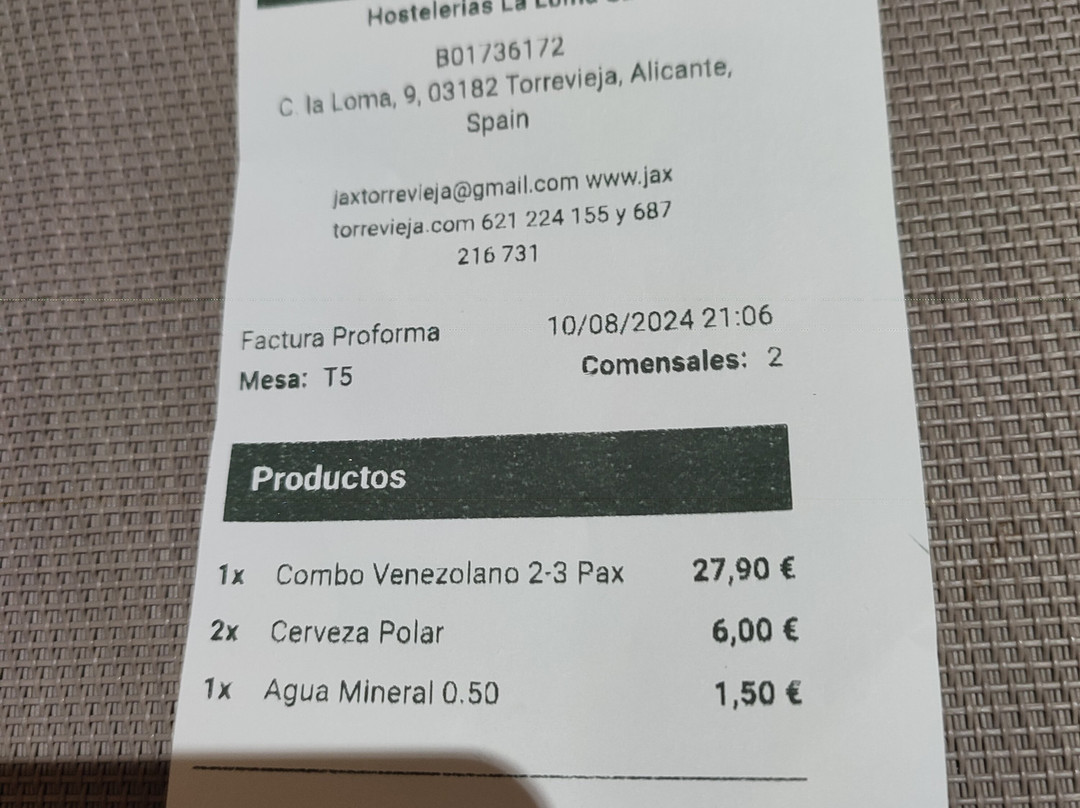 Hostelerías La Loma
B01736172
C. la Loma, 9, 03182 Torrevieja, Alicante,
Spain
jaxtorrevieja@gmail.com www.jax
torrevieja.com 621 224 155 y 687
216 731
Factura Proforma 10/08/2024 21:06
Mesa: T5 Comensales: 2
Productos
1x Combo Venezolano 2-3 Pax 27,90 €
2x Cerveza Polar 6,00 €
1x Agua Mineral 0.50 1,50 €